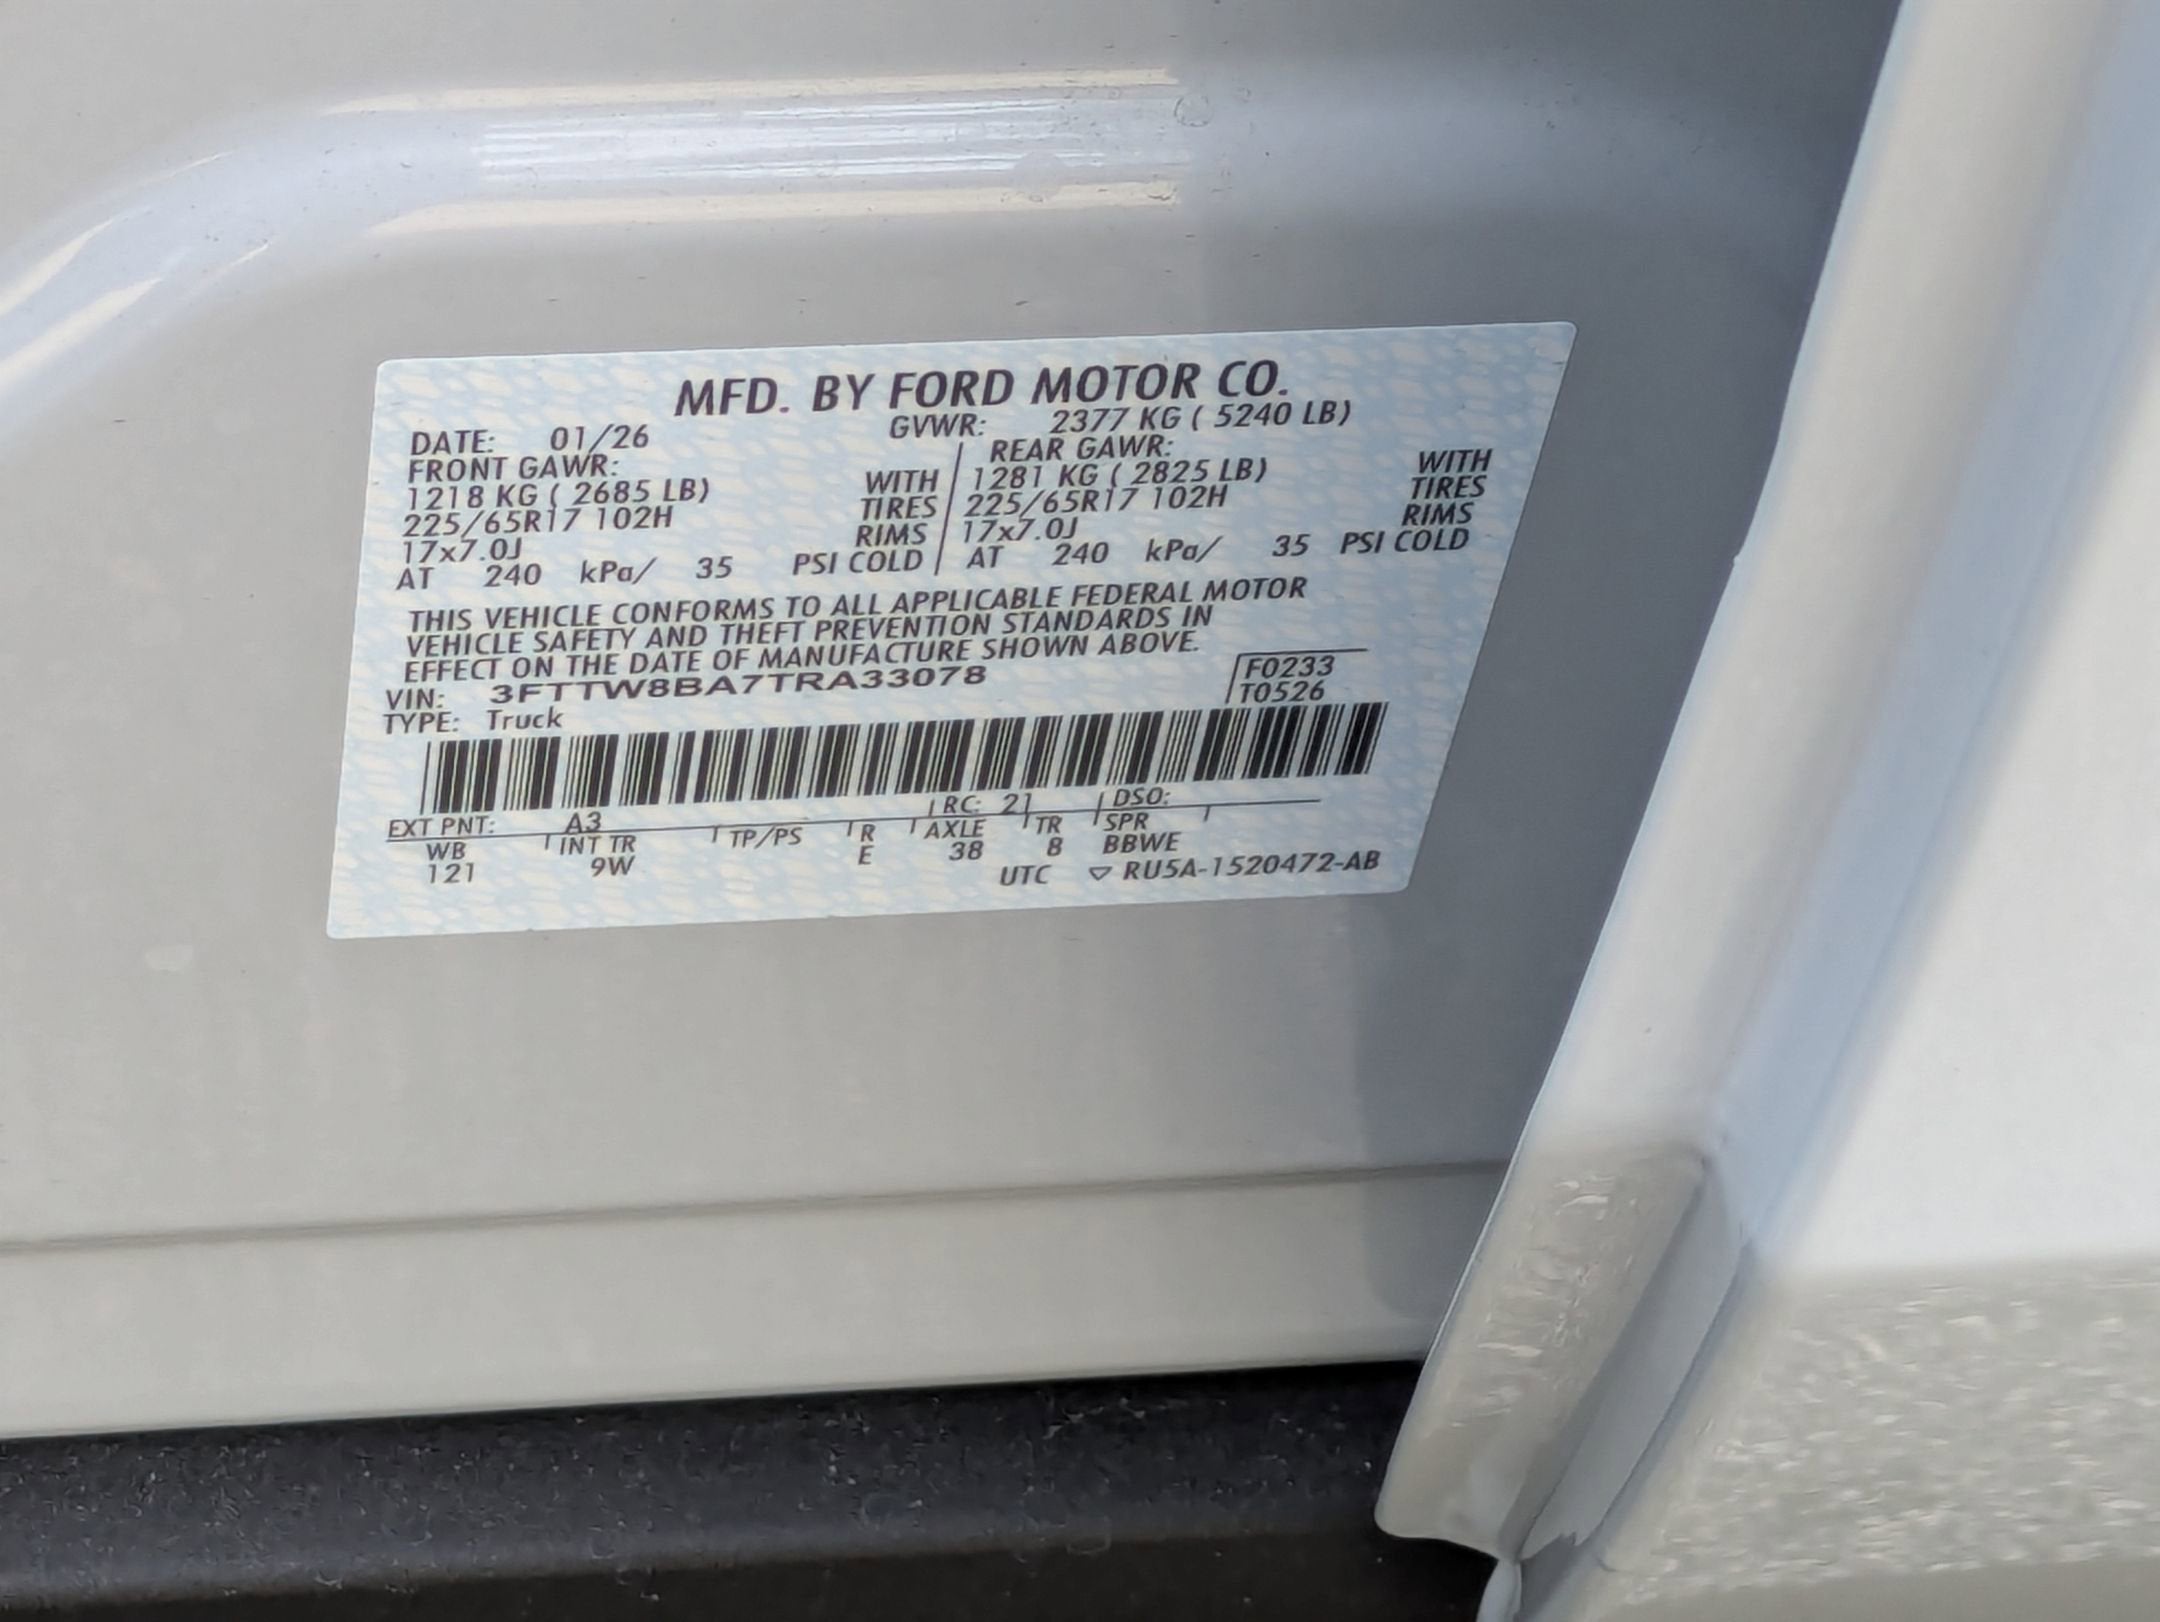 MFD. BY FORD MOTOR CO.
DATE: 01/26 GVWR: 2377 KG ( 5240 LB)
FRONT GAWR: REAR GAWR:
1218 KG ( 2685 LB) WITH 1281 KG ( 2825 LB) WITH
225/65R17 102H TIRES 225/65R17 102H TIRES
17x7.0J RIMS 17x7.0J RIMS
AT 240 kPa/ 35 PSI COLD AT 240 kPa/ 35 PSI COLD
THIS VEHICLE CONFORMS TO ALL APPLICABLE FEDERAL MOTOR
VEHICLE SAFETY AND THEFT PREVENTION STANDARDS IN
EFFECT ON THE DATE OF MANUFACTURE SHOWN ABOVE.
VIN: 3FTTW8BA7TRA33078 F0233
TYPE: Truck T0526
EXT PNT: A3 RC: 21 DSO:
WB INT TR TP/PS R AXLE TR SPR
121 9W E 38 8 BBWE
UTC ▽ RU5A-1520472-AB